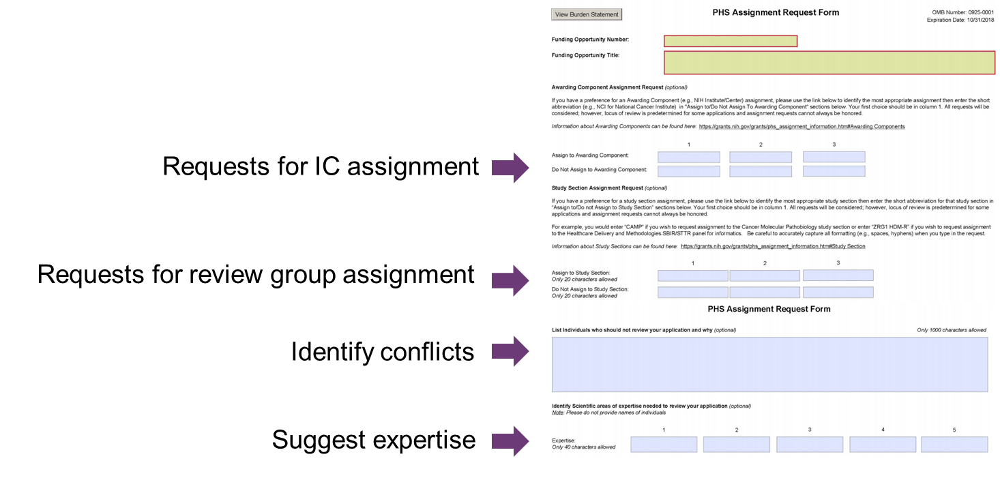 View Burden Statement
PHS Assignment Request Form
OMB Number: 0925-0001
Expiration Date: 10/31/2018
Funding Opportunity Number:
Funding Opportunity Title:
Awarding Component Assignment Request (optional)
If you have a preference for an Awarding Component (e.g., NIH Institute/Center) assignment, please use the link below to identify the most appropriate assignment then enter the short
abbreviation (e.g., NCI for National Cancer Institute) in "Assign to/Do Not Assign To Awarding Component" sections below. Your first choice should be in column 1. All requests will be
considered; however, locus of review is predetermined for some applications and assignment requests cannot always be honored.
Information about Awarding Components can be found here: https://grants.nih.gov/grants/phs_assignment_information.htm#Awarding Components
1 2 3
Requests for IC assignment
Assign to Awarding Component:
Do Not Assign to Awarding Component:
Study Section Assignment Request (optional)
If you have a preference for a study section assignment, please use the link below to identify the most appropriate study section then enter the short abbreviation for that study section in
"Assign to/Do not Assign to Study Section" sections below. Your first choice should be in column 1. All requests will be considered; however, locus of review is predetermined for some
applications and assignment requests cannot always be honored.
For example, you would enter "CAMP" if you wish to request assignment to the Cancer Molecular Pathobiology study section or enter "ZRG1 HDM-R" if you wish to request assignment
to the Healthcare Delivery and Methodologies SBIR/STTR panel for informatics. Be careful to accurately capture all formatting (e.g., spaces, hyphens) when you type in the request.
Information about Study Sections can be found here: https://grants.nih.gov/grants/phs_assignment_information.htm#Study Section
1 2 3
Requests for review group assignment
Assign to Study Section:
Only 20 characters allowed
Do Not Assign to Study Section:
Only 20 characters allowed
PHS Assignment Request Form
List Individuals who should not review your application and why (optional)
Only 1000 characters allowed
Identify conflicts
Identify Scientific areas of expertise needed to review your application (optional)
Note: Please do not provide names of individuals
1 2 3 4 5
Suggest expertise
Expertise:
Only 40 characters allowed